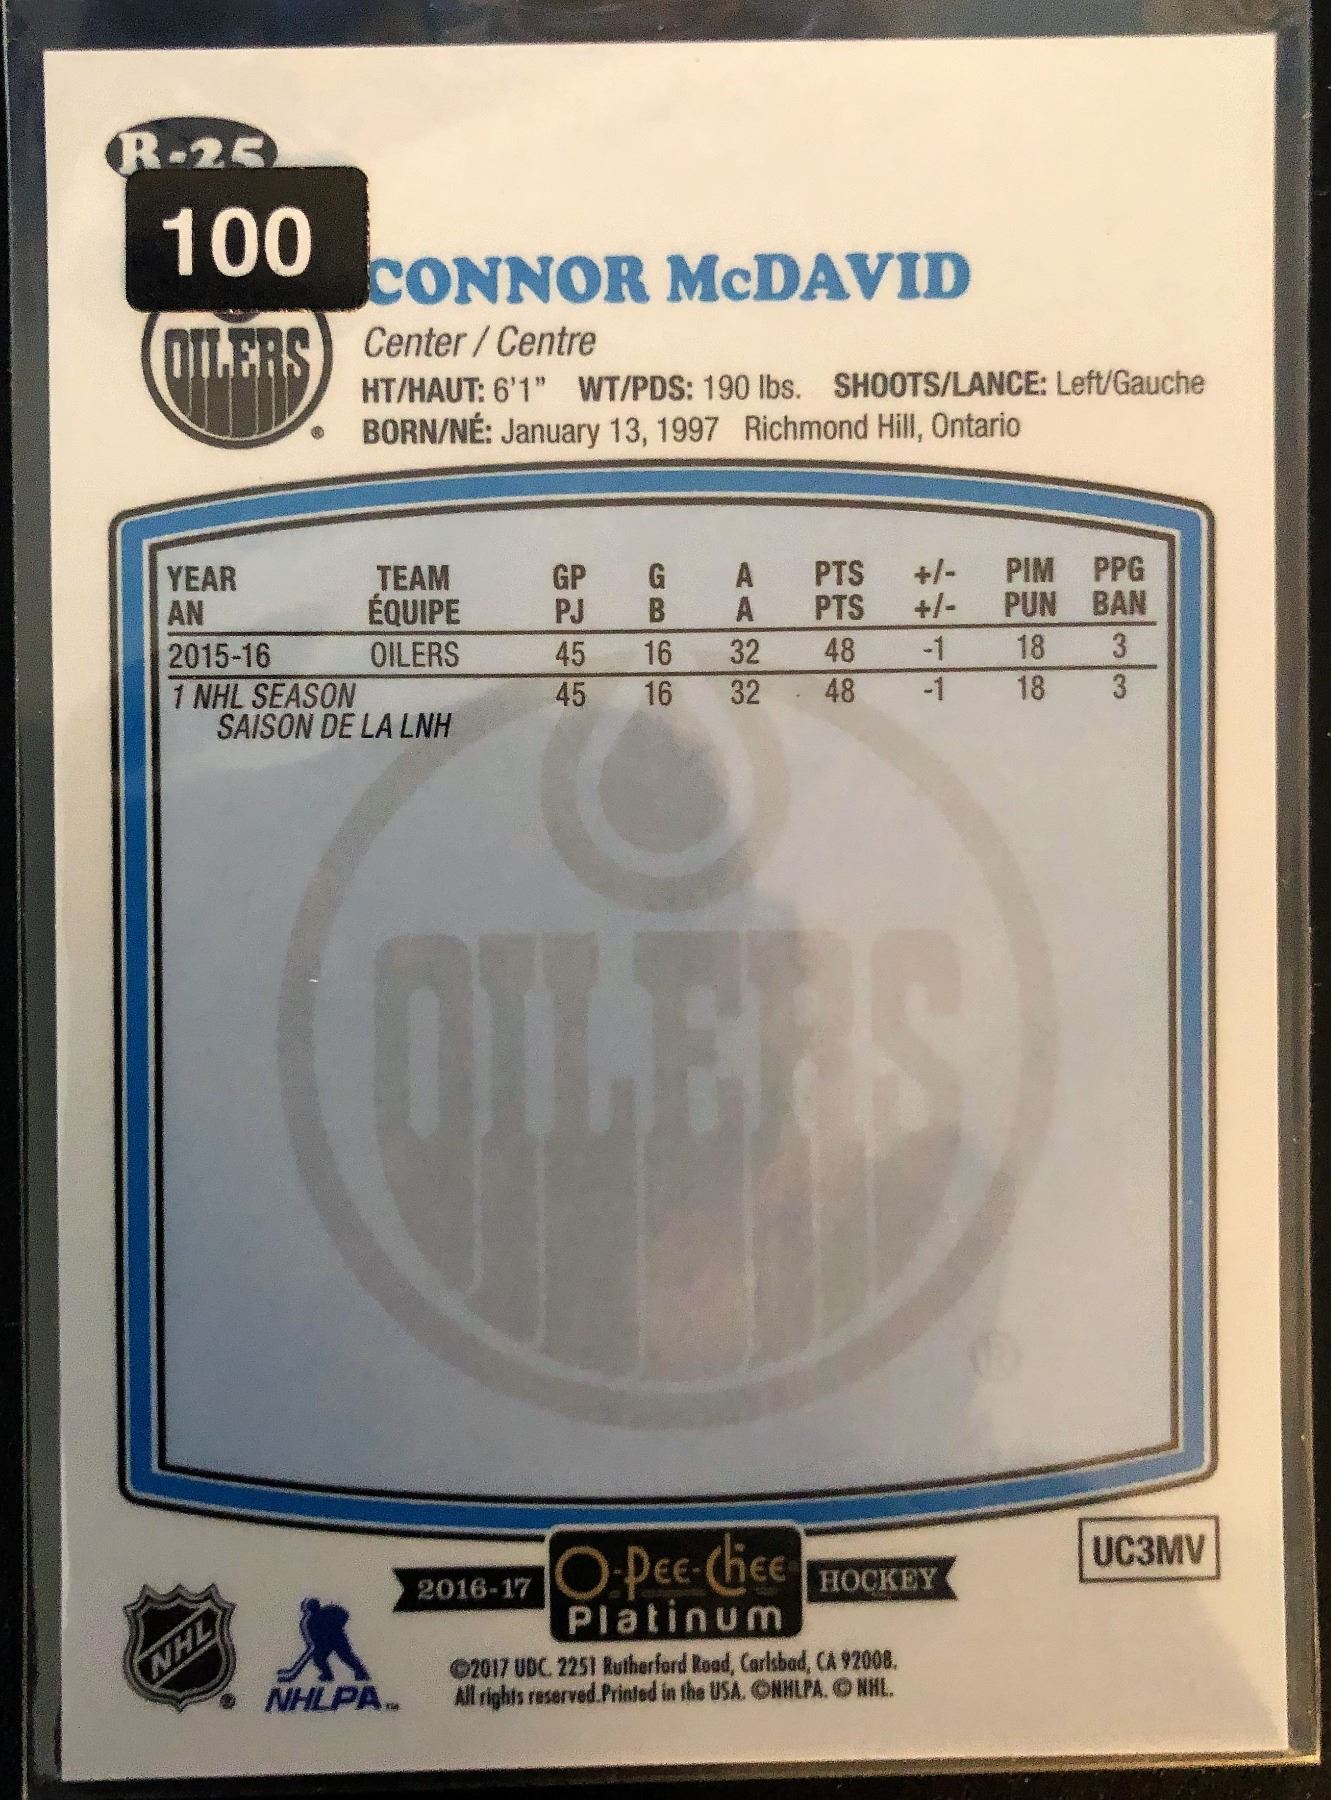 R-25
100
CONNOR McDAVID
OILERS
Center / Centre
HT/HAUT: 6'1" WT/PDS: 190 lbs. SHOOTS/LANCE: Left/Gauche
BORN/NÉ: January 13, 1997 Richmond Hill, Ontario
YEAR TEAM GP G A PTS +/- PIM PPG
AN ÉQUIPE PJ B A PTS +/- PUN BAN
2015-16 OILERS 45 16 32 48 -1 18 3
1 NHL SEASON 45 16 32 48 -1 18 3
SAISON DE LA LNH
OILERS
®
UC3MV
2016-17 O-Pee-Chee HOCKEY
Platinum
NHL ® NHLPA™
©2017 UDC. 2251 Rutherford Road, Carlsbad, CA 92008.
All rights reserved.Printed in the USA. ©NHLPA. © NHL.